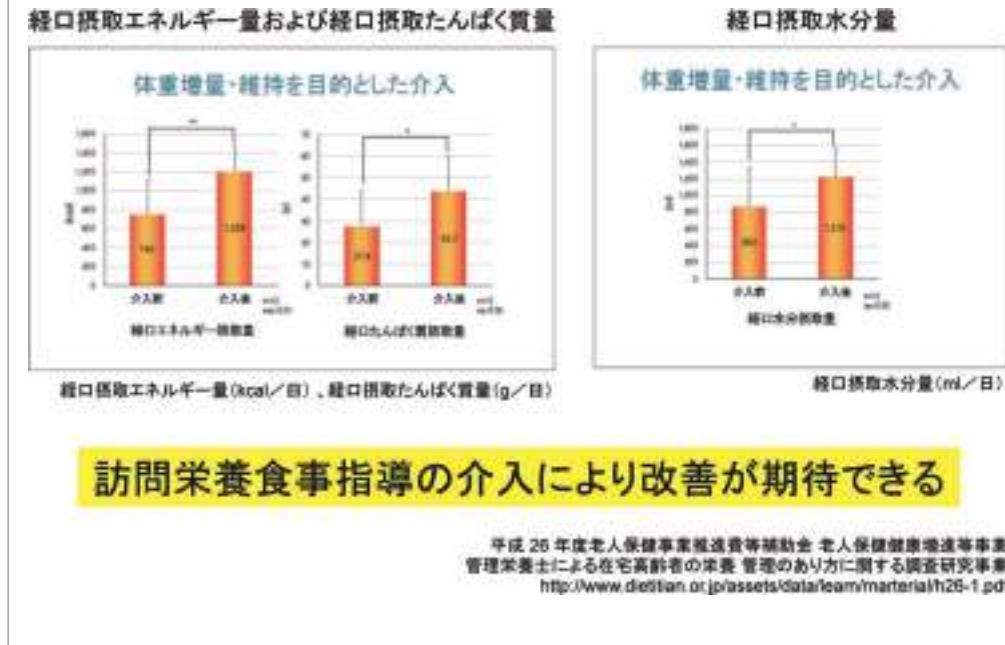 経口摂取エネルギー量および経口摂取たんぱく質量
経口摂取水分量
体重増量・維持を目的とした介入
体重増量・維持を目的とした介入
介入前
介入後
介入前
介入後
介入前
介入後
経口エネルギー摂取量
経口たんぱく質摂取量
経口水分摂取量
経口摂取エネルギー量(kcal/日)、経口摂取たんぱく質量(g/日)
経口摂取水分量(ml/日)
訪問栄養食事指導の介入により改善が期待できる
平成 26 年度老人保健事業推進費等補助金 老人保健健康増進等事業
管理栄養士による在宅高齢者の栄養 管理のあり方に関する調査研究事業
http://www.dietitian.or.jp/assets/data/learn/marterial/h26-1.pdf